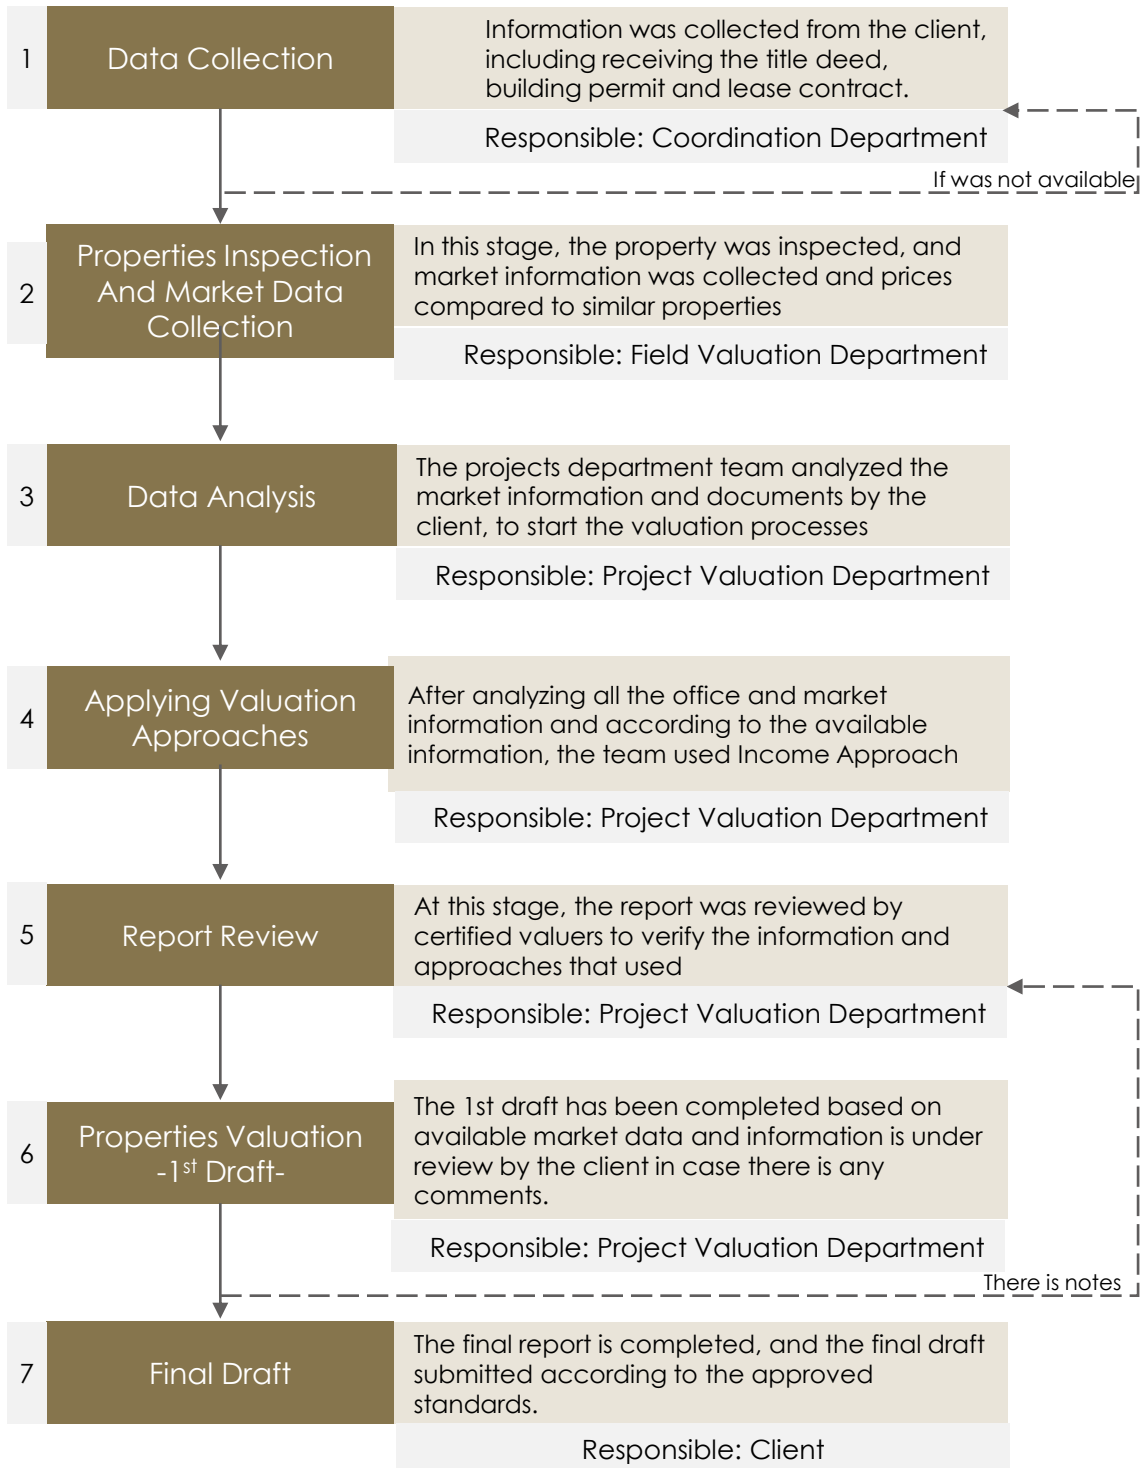 1
Data Collection
Information was collected from the client,
including receiving the title deed,
building permit and lease contract.
Responsible: Coordination Department
If was not available
2
Properties Inspection
And Market Data
Collection
In this stage, the property was inspected, and
market information was collected and prices
compared to similar properties
Responsible: Field Valuation Department
3
Data Analysis
The projects department team analyzed the
market information and documents by the
client, to start the valuation processes
Responsible: Project Valuation Department
4
Applying Valuation
Approaches
After analyzing all the office and market
information and according to the available
information, the team used Income Approach
Responsible: Project Valuation Department
5
Report Review
At this stage, the report was reviewed by
certified valuers to verify the information and
approaches that used
Responsible: Project Valuation Department
6
Properties Valuation
-1st Draft-
The 1st draft has been completed based on
available market data and information is under
review by the client in case there is any
comments.
Responsible: Project Valuation Department
There is notes
7
Final Draft
The final report is completed, and the final draft
submitted according to the approved
standards.
Responsible: Client